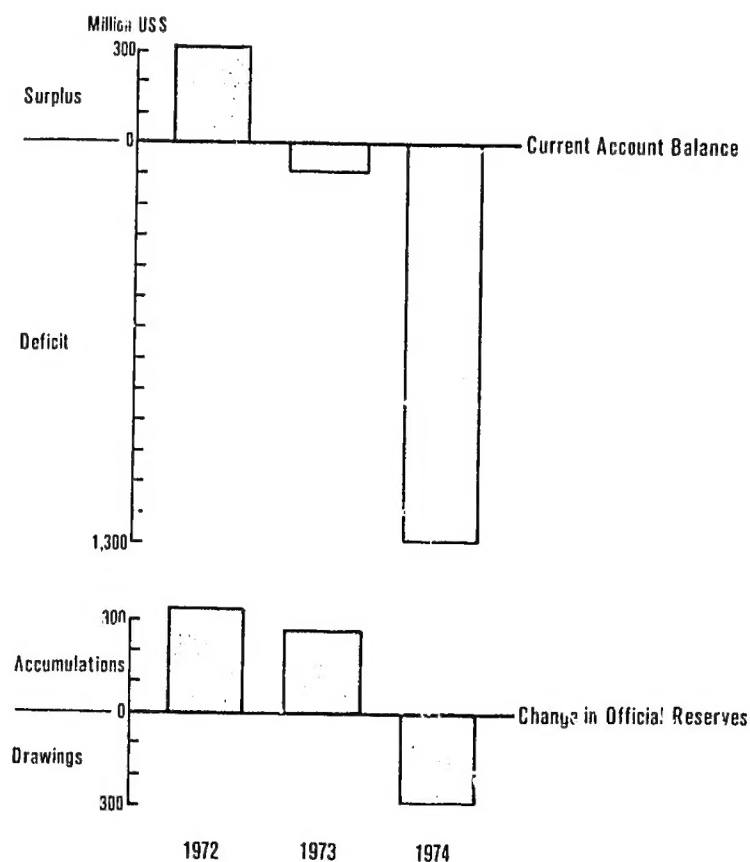 Million US$
300
Surplus
0
Current Account Balance
Deficit
1,300
300
Accumulations
0
Change in Official Reserves
Drawings
300
1972 1973 1974